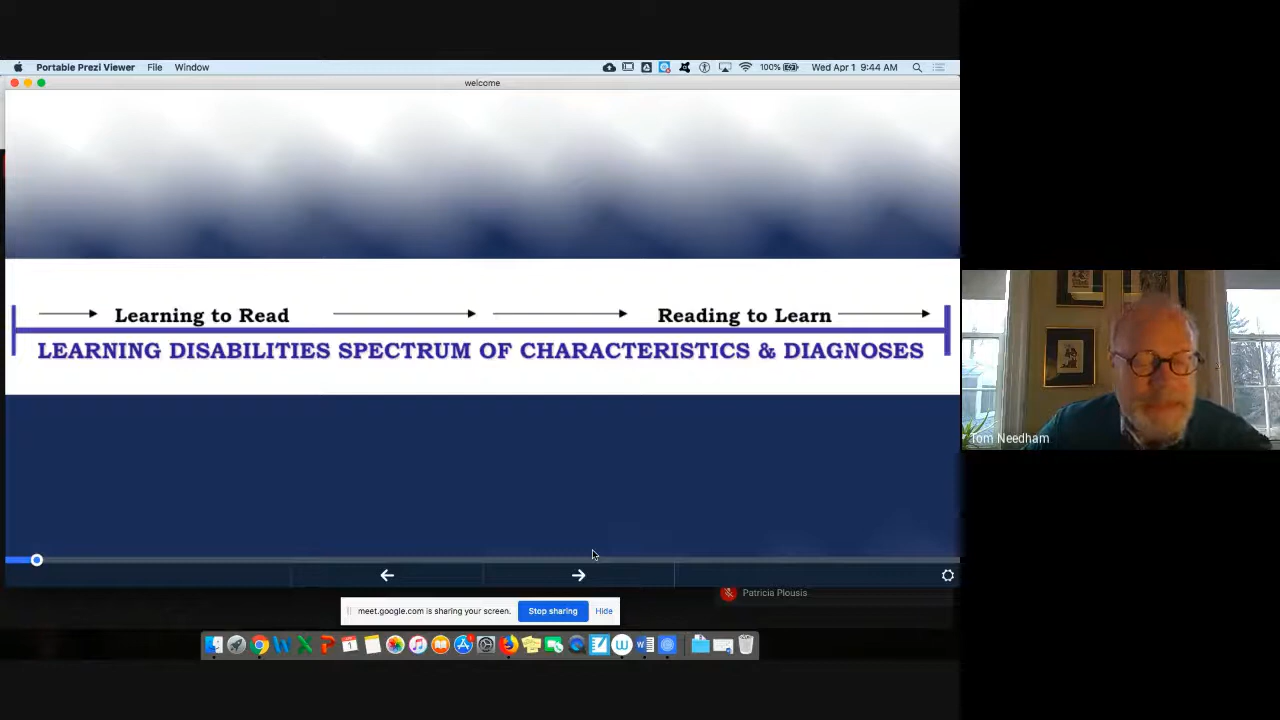 Portable Prezi Viewer File Window 100% Wed Apr 1 9:44 AM
welcome
Learning to Read Reading to Learn
LEARNING DISABILITIES SPECTRUM OF CHARACTERISTICS & DIAGNOSES
Tom Needham
Patricia Plousis
meet.google.com is sharing your screen. Stop sharing Hide